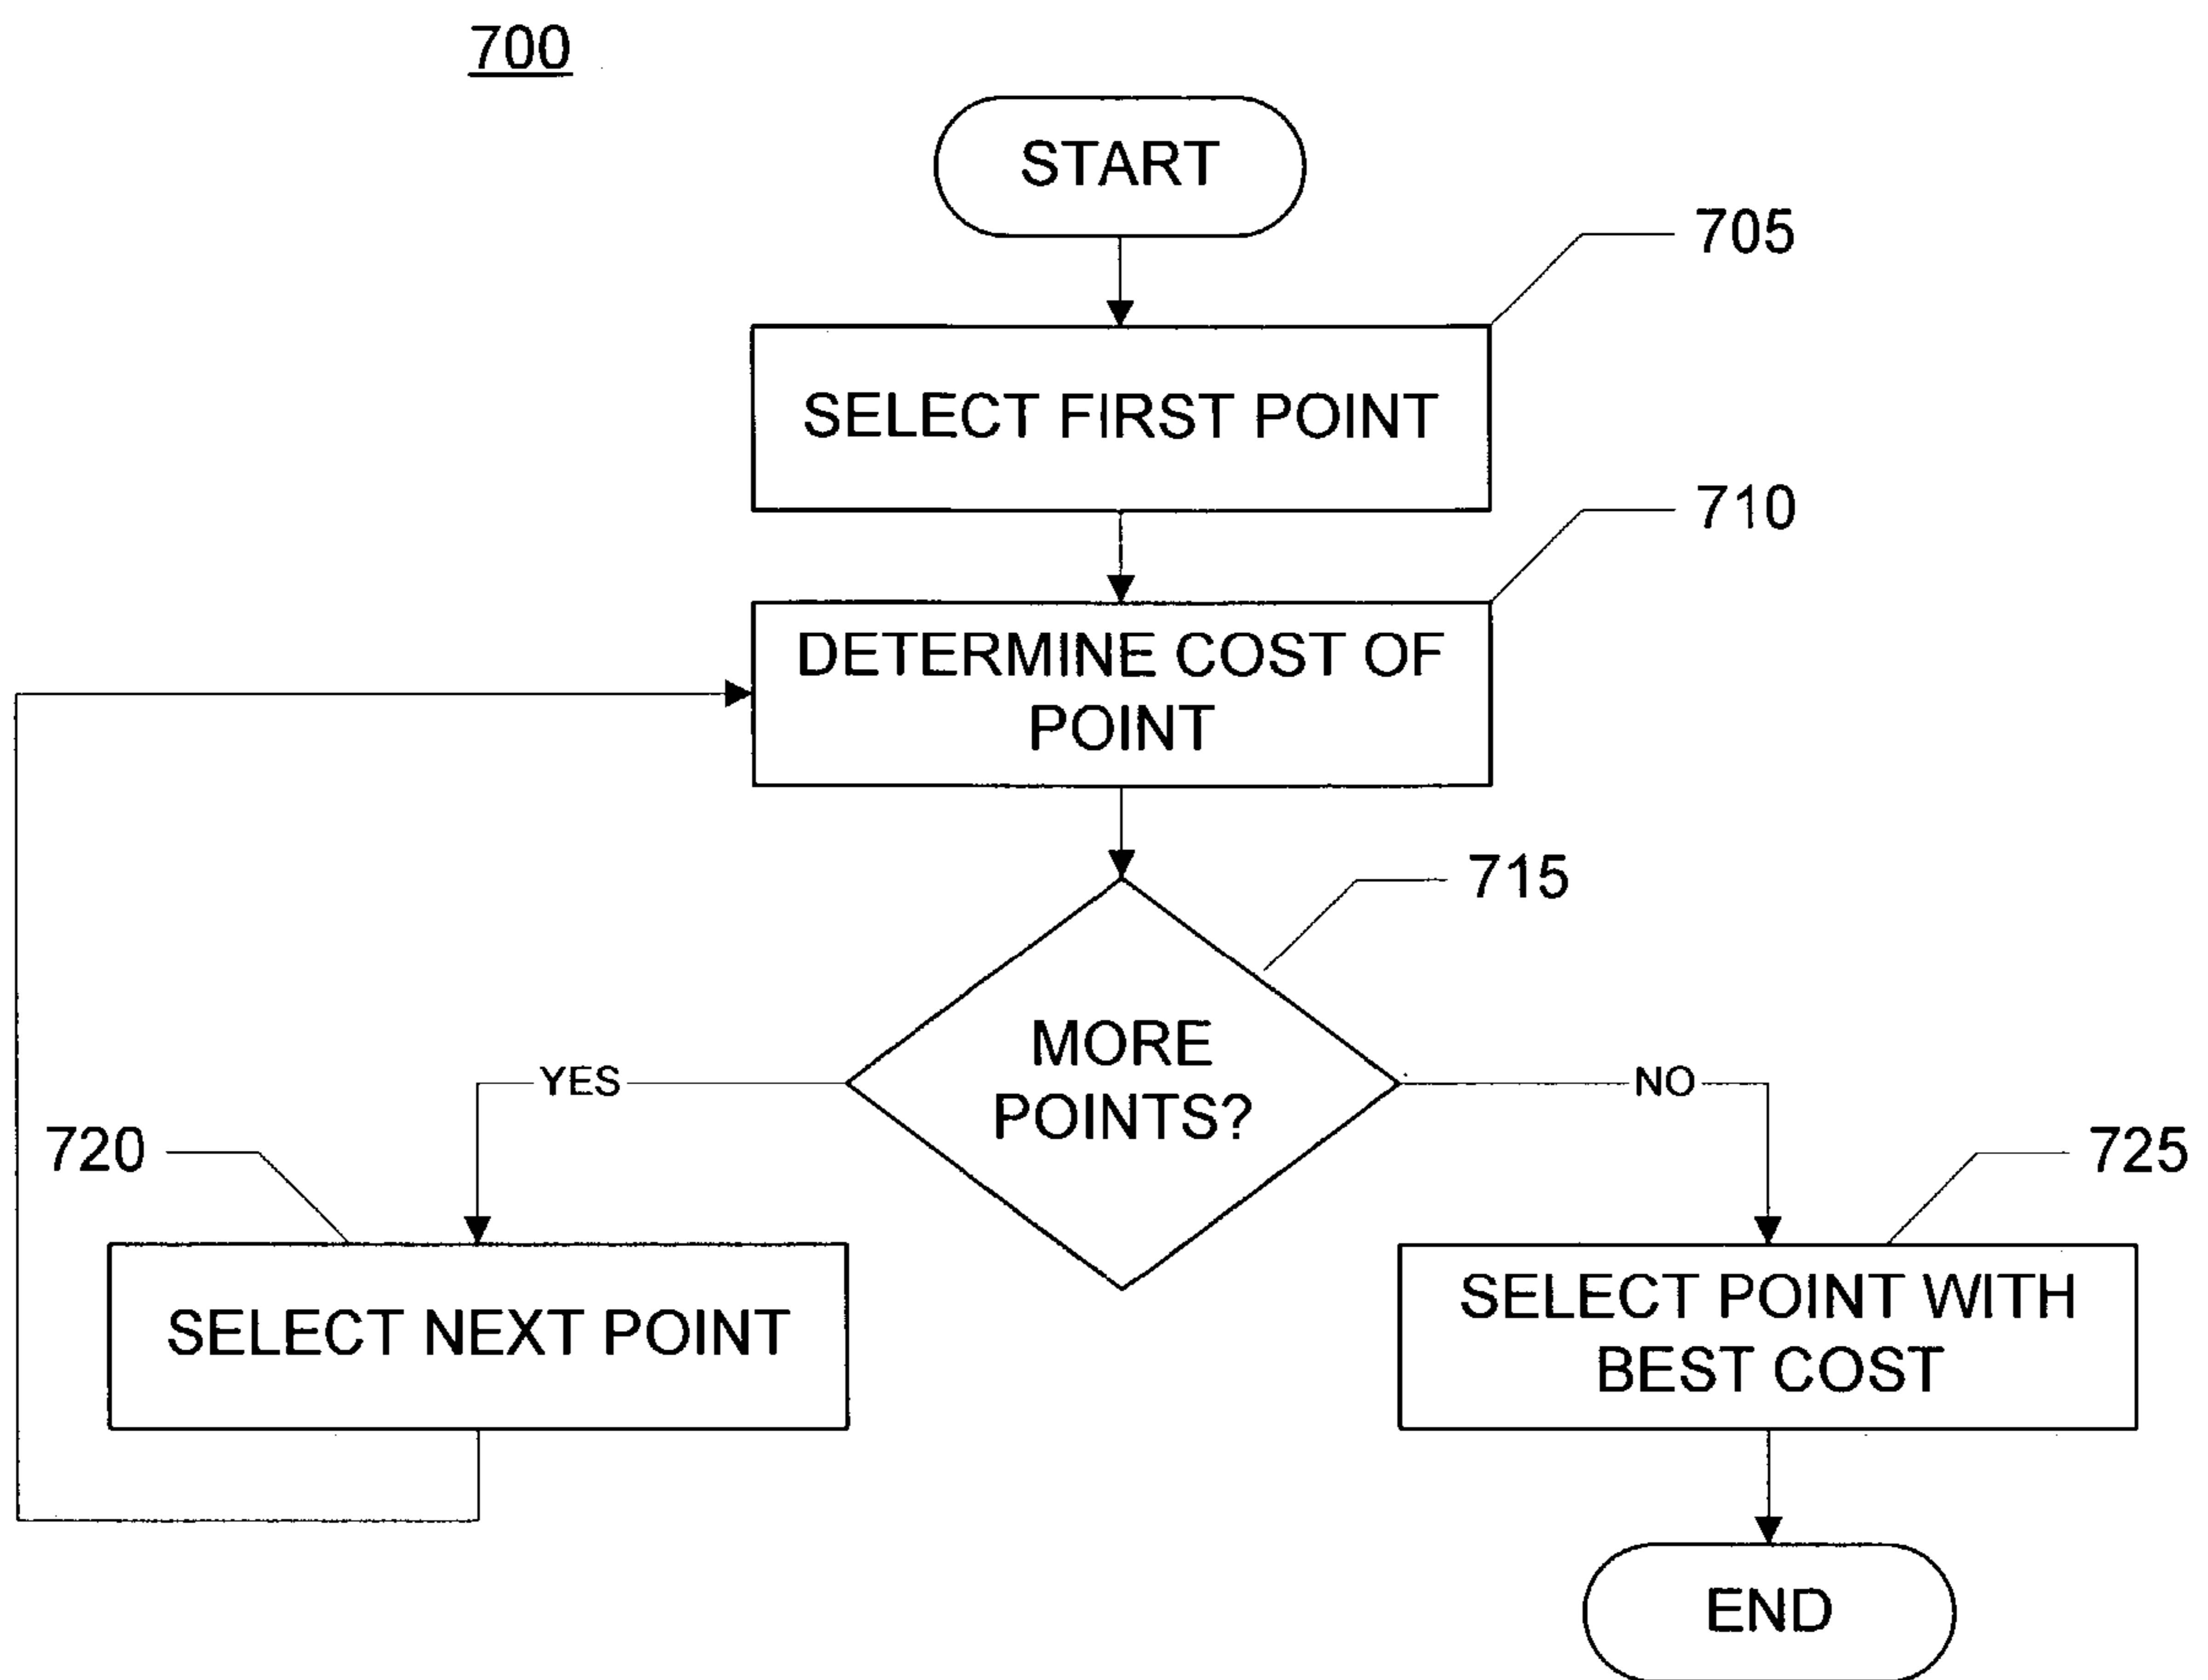 700
START
705
SELECT FIRST POINT
710
DETERMINE COST OF
POINT
715
MORE
POINTS?
YES
NO
720
725
SELECT NEXT POINT
SELECT POINT WITH
BEST COST
END